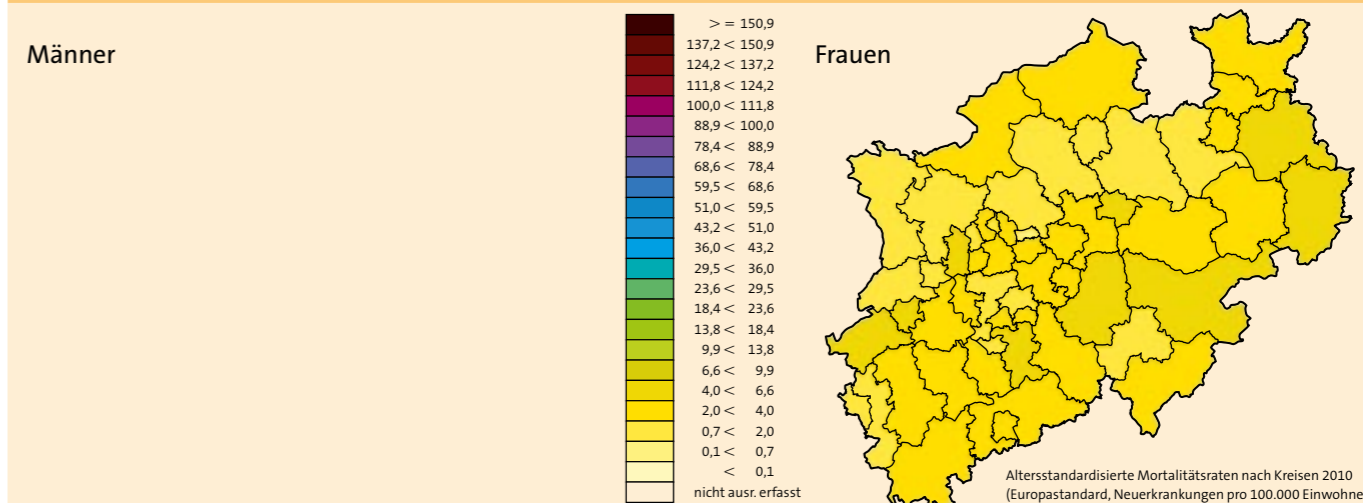 Männer
> = 150,9
137,2 < 150,9
124,2 < 137,2
111,8 < 124,2
100,0 < 111,8
88,9 < 100,0
78,4 < 88,9
68,6 < 78,4
59,5 < 68,6
51,0 < 59,5
43,2 < 51,0
36,0 < 43,2
29,5 < 36,0
23,6 < 29,5
18,4 < 23,6
13,8 < 18,4
9,9 < 13,8
6,6 < 9,9
4,0 < 6,6
2,0 < 4,0
0,7 < 2,0
0,1 < 0,7
< 0,1
nicht ausr. erfasst
Frauen
Altersstandardisierte Mortalitätsraten nach Kreisen 2010
(Europastandard, Neuerkrankungen pro 100.000 Einwohne